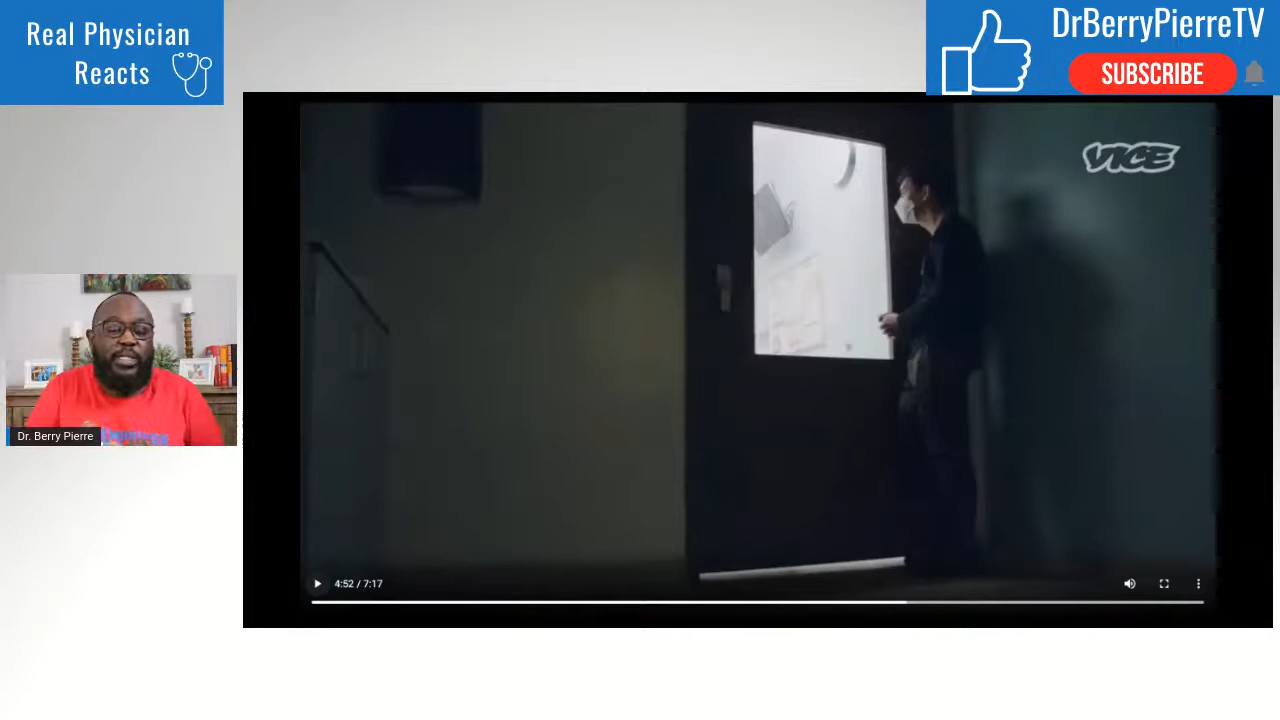 Real Physician
Reacts
DrBerryPierreTV
SUBSCRIBE
VICE
Dr. Berry Pierre
4:52 / 7:17